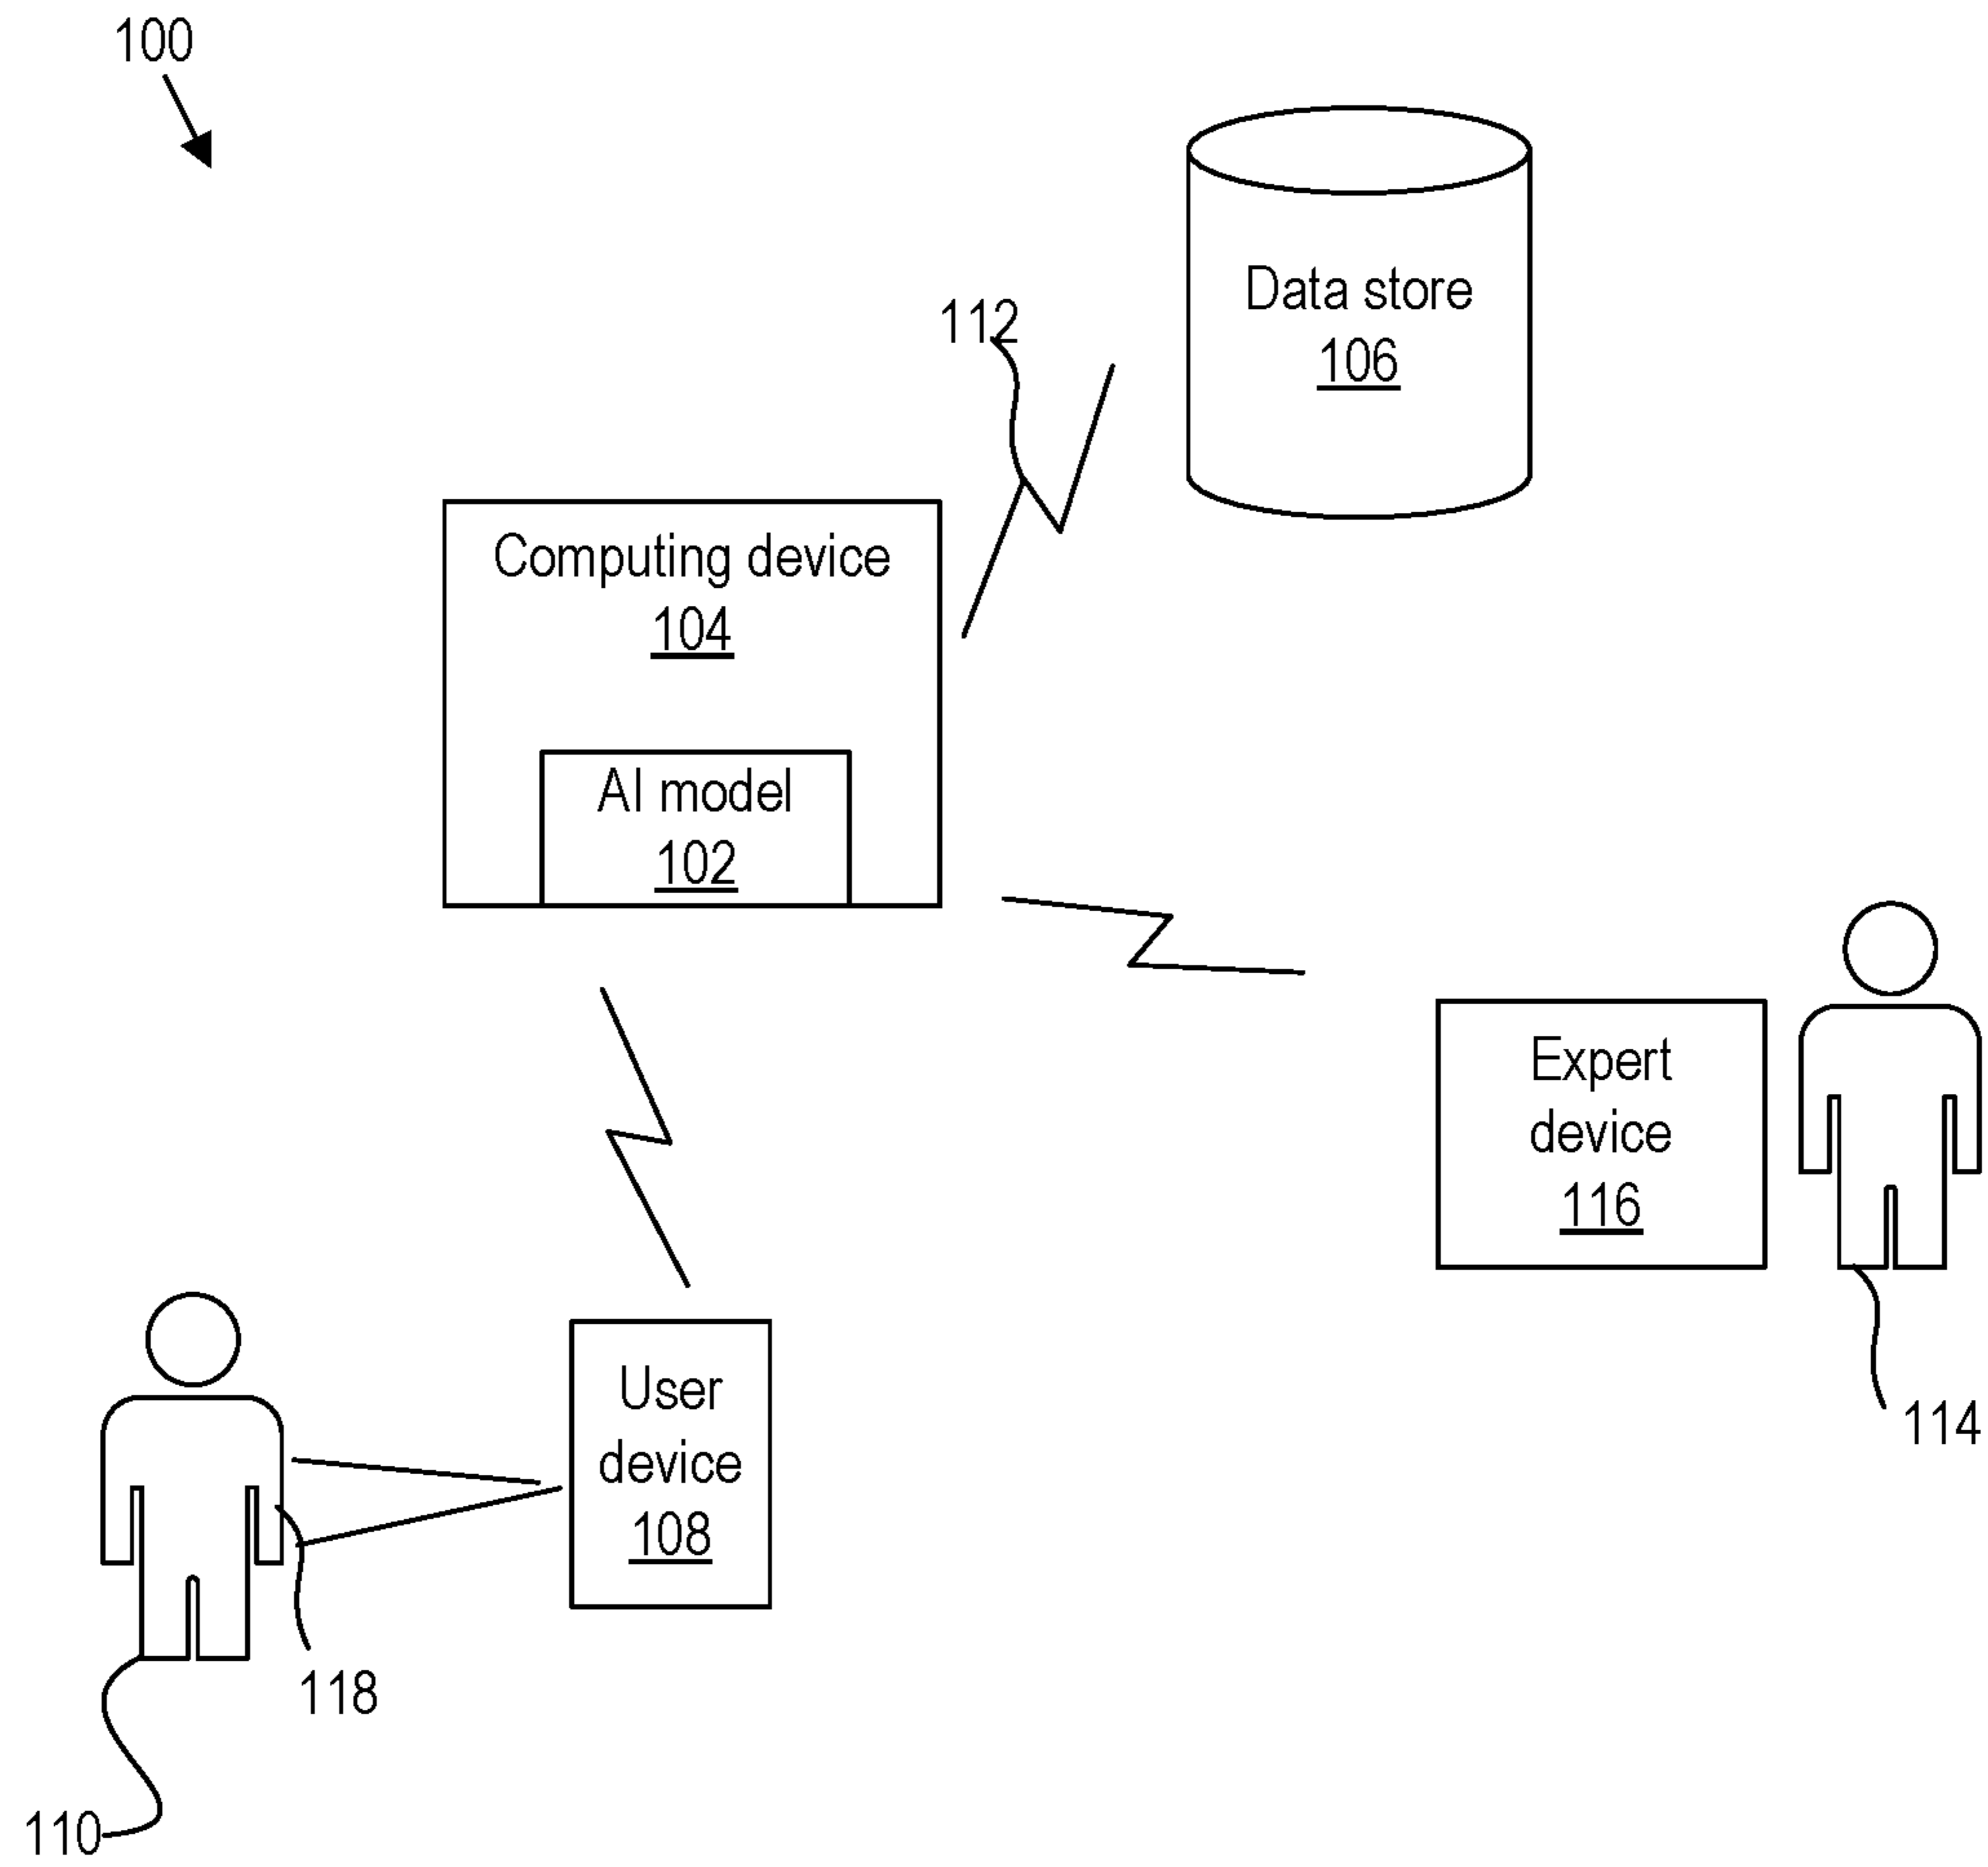 100
Data store
106
112
Computing device
104
AI model
102
Expert
device
116
114
User
device
108
118
110